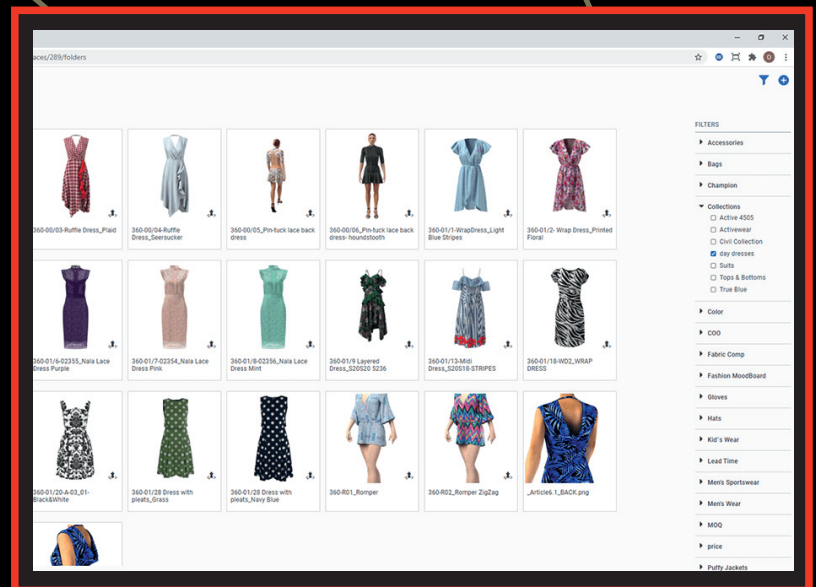 aces/289/folders
FILTERS
Accessories
Bags
Champion
Collections
Active 4505
Activewear
Civil Collection
day dresses
Suits
Tops & Bottoms
True Blue
Color
COO
Fabric Comp
Fashion MoodBoard
Gloves
Hats
Kid's Wear
Lead Time
Men's Sportswear
Men's Wear
MOQ
price
Puffy Jackets
360-00/03-Ruffle Dress_Plaid
360-00/04-Ruffle
Dress_Seersucker
360-00/05_Pin-tuck lace back
dress
360-00/06_Pin-tuck lace back
dress- houndstooth
360-01/1-WrapDress_Light
Blue Stripes
360-01/2- Wrap Dress_Printed
Floral
360-01/6-02355_Nala Lace
Dress Purple
360-01/7-02354_Nala Lace
Dress Pink
360-01/8-02356_Nala Lace
Dress Mint
360-01/9 Layered
Dress_S20S20 5236
360-01/13-Midi
Dress_S20S18-STRIPES
360-01/18-WD2_WRAP
DRESS
360-01/20-A-03_01-
Black&White
360-01/28 Dress with
pleats_Grass
360-01/28 Dress with
pleats_Navy Blue
360-R01_Romper
360-R02_Romper ZigZag
_Article6.1_BACK.png